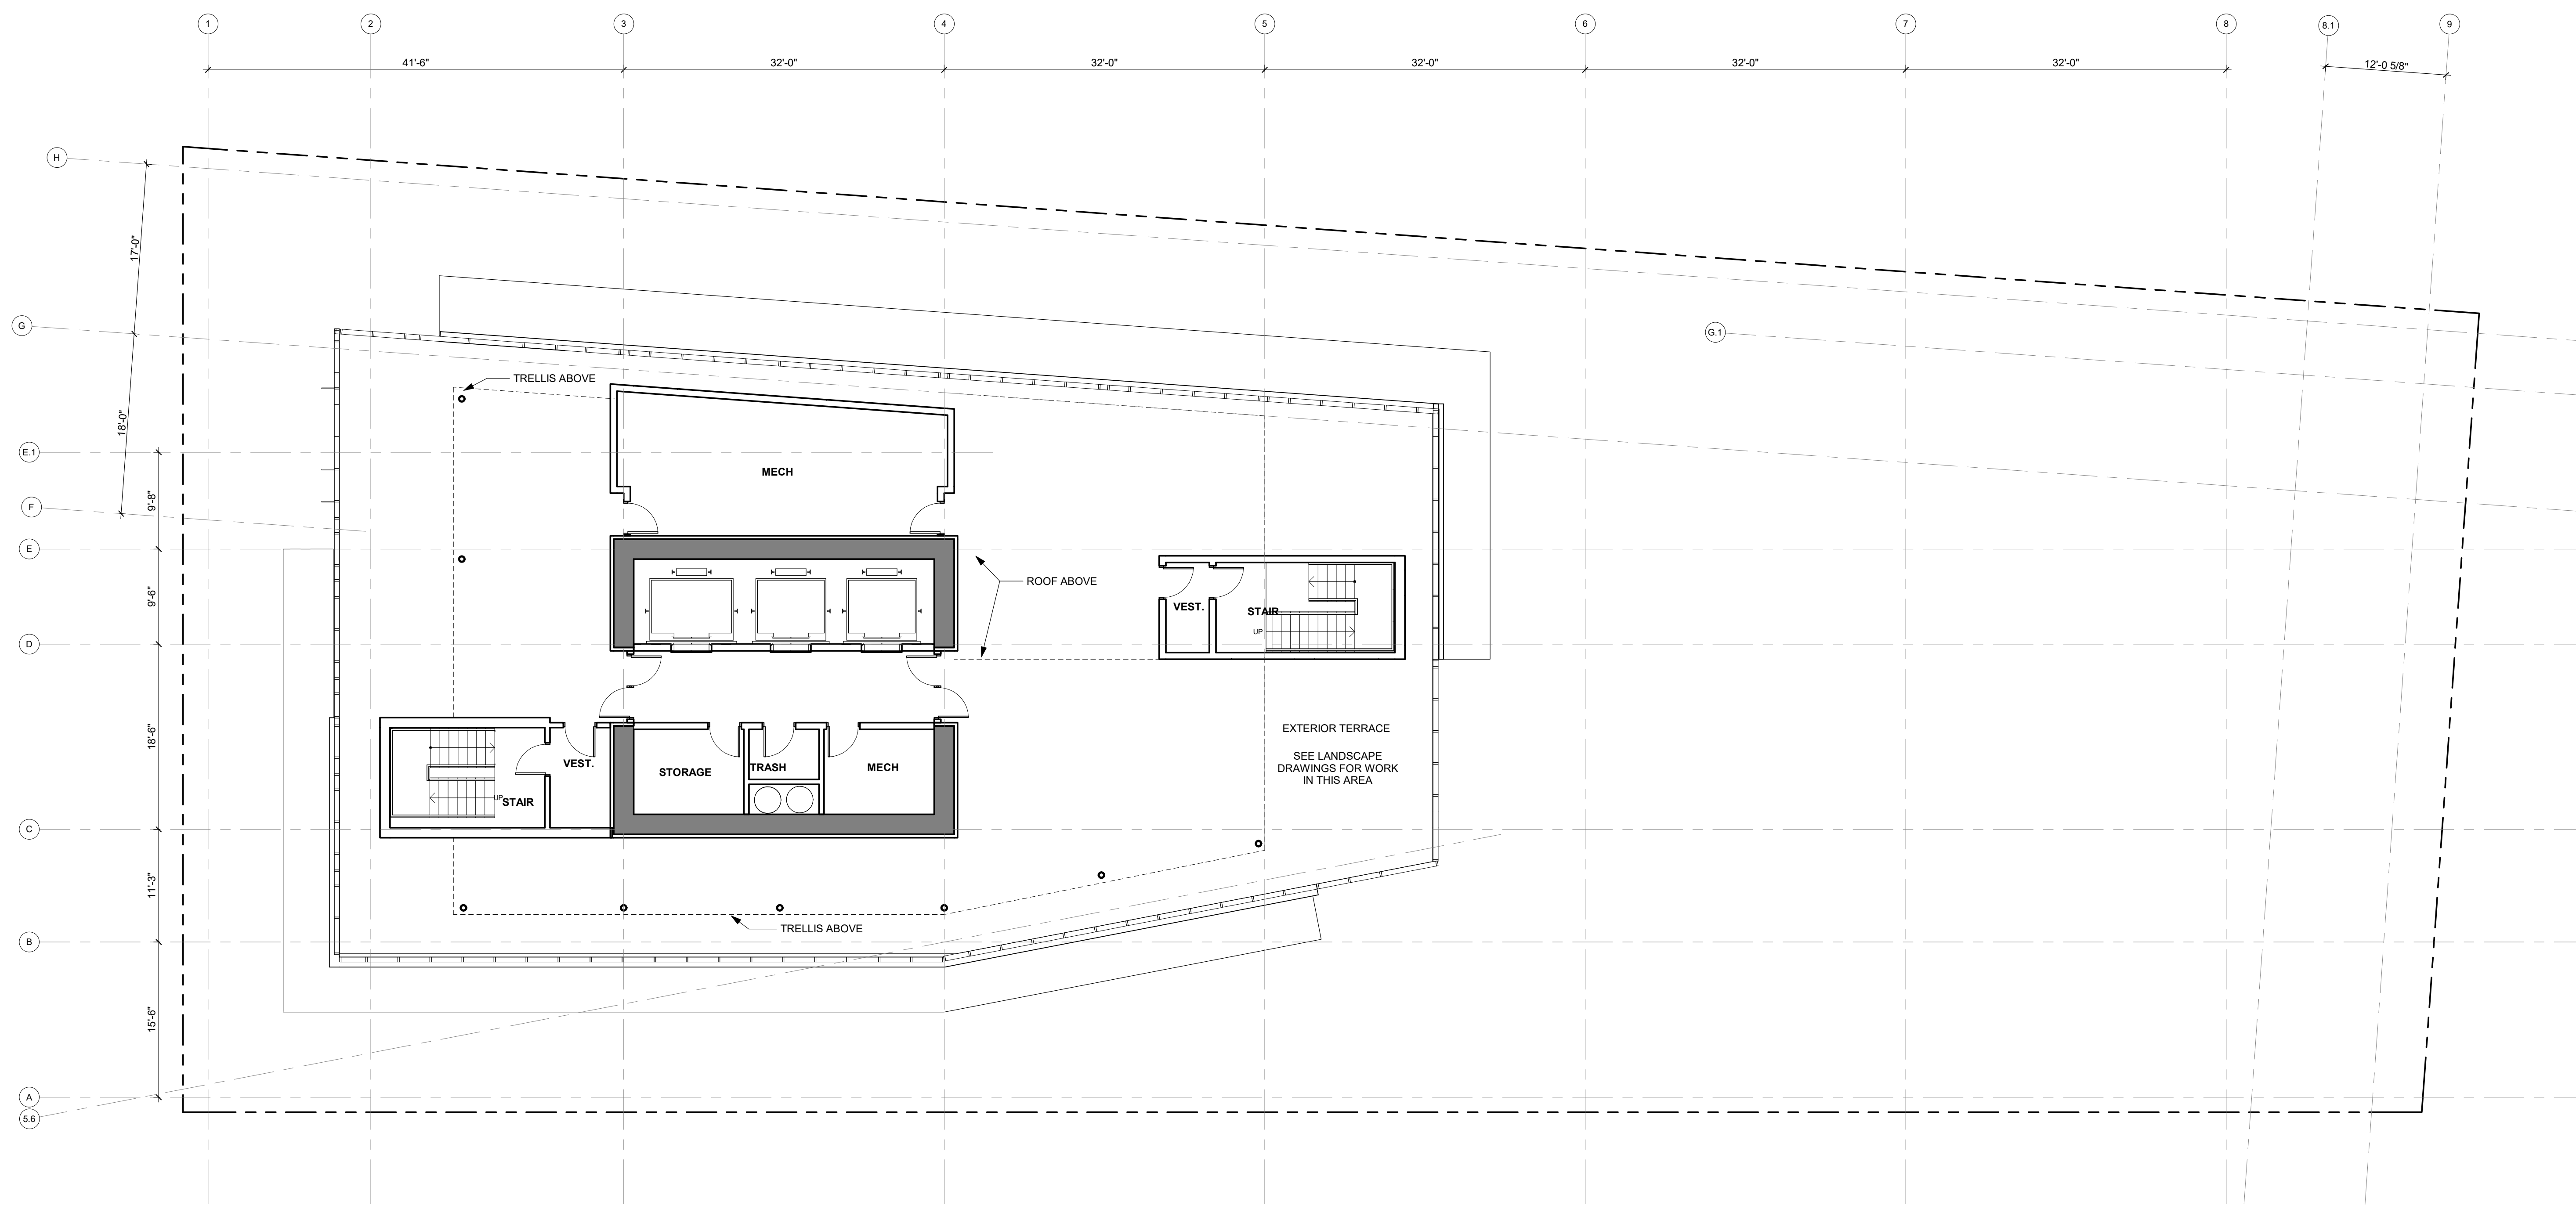 1 2 3 4 5 6 7 8 8.1 9
41'-6" 32'-0" 32'-0" 32'-0" 32'-0" 32'-0" 12'-0 5/8"
H
17'-0"
G
G.1
18'-0"
TRELLIS ABOVE
E.1
MECH
9'-8"
F
E
ROOF ABOVE
9'-6"
VEST.
STAIR
UP
D
EXTERIOR TERRACE
SEE LANDSCAPE
DRAWINGS FOR WORK
IN THIS AREA
18'-6"
VEST.
STORAGE
TRASH
MECH
UP
STAIR
C
11'-3"
TRELLIS ABOVE
B
15'-6"
A
5.6